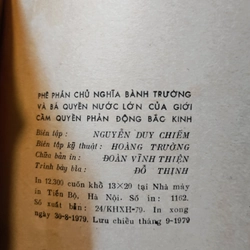 PHÊ PHÁN CHỦ NGHĨA BÀNH TRƯỚNG
VÀ BÁ QUYỀN NƯỚC LỚN CỦA GIỚI
CẦM QUYỀN PHẢN ĐỘNG BẮC KINH
Biên tập : NGUYỄN DUY CHIẾM
Biên tập kỹ thuật : HOÀNG TRƯỜNG
Chữa bản in : ĐOÀN VĨNH THIỆN
Trình bày bìa : ĐỖ THỊNH
In 12,300 cuốn khổ 13×20 tại Nhà máy
in Tiến Bộ, Hà Nội. Số in: 1162.
Số xuất bản: 24/KHXH-79. In xong
ngày 30-8-1979. Lưu chiểu tháng 9-1979